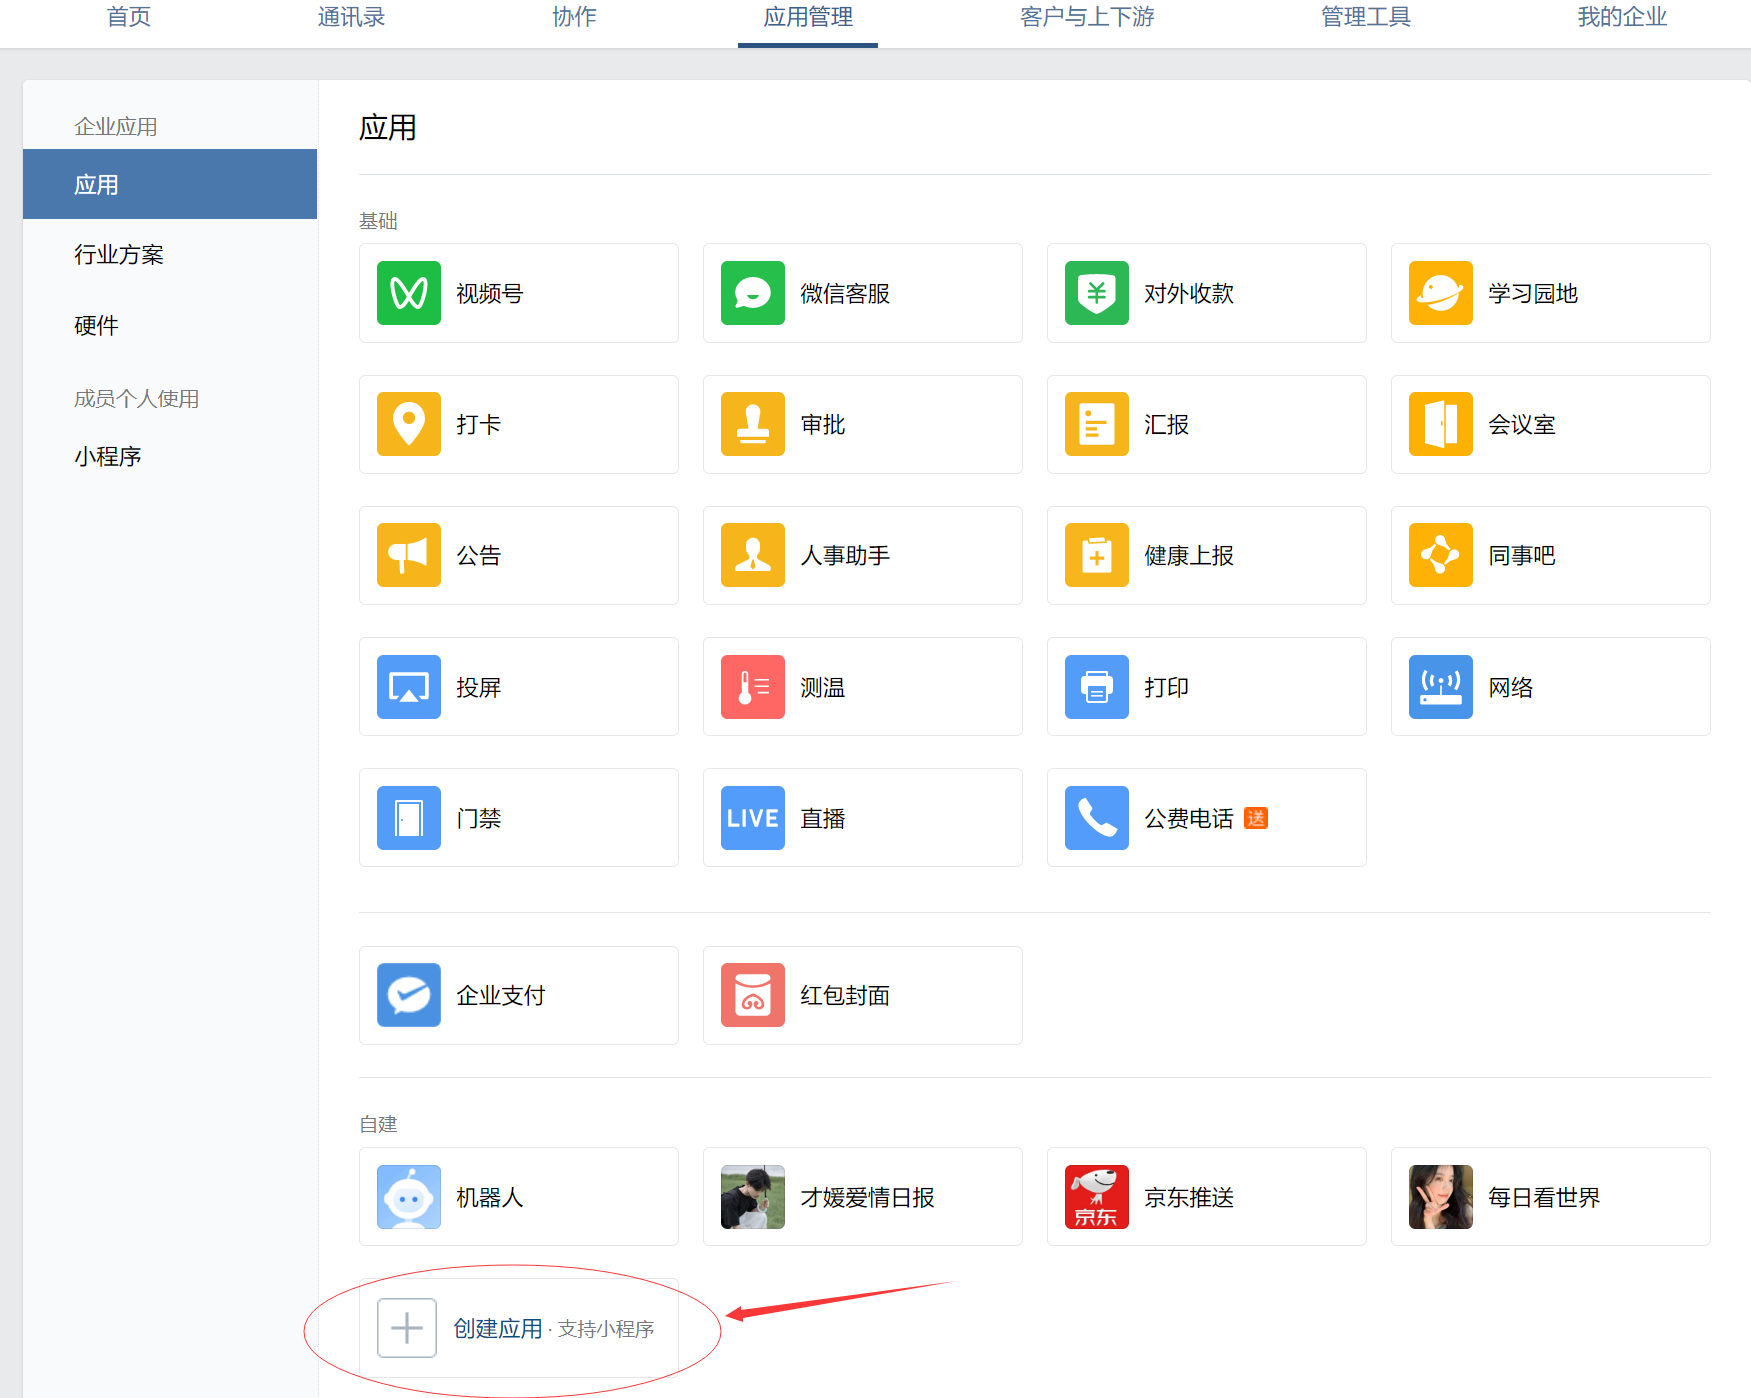 首页 通讯录 协作 应用管理 客户与上下游 管理工具 我的企业
企业应用
应用
行业方案
硬件
成员个人使用
小程序
应用
基础
视频号 微信客服 对外收款 学习园地
打卡 审批 汇报 会议室
公告 人事助手 健康上报 同事吧
投屏 测温 打印 网络
门禁 LIVE 直播 公费电话 送
企业支付 红包封面
自建
机器人 才媛爱情日报 京东 京东推送 每日看世界
创建应用 · 支持小程序